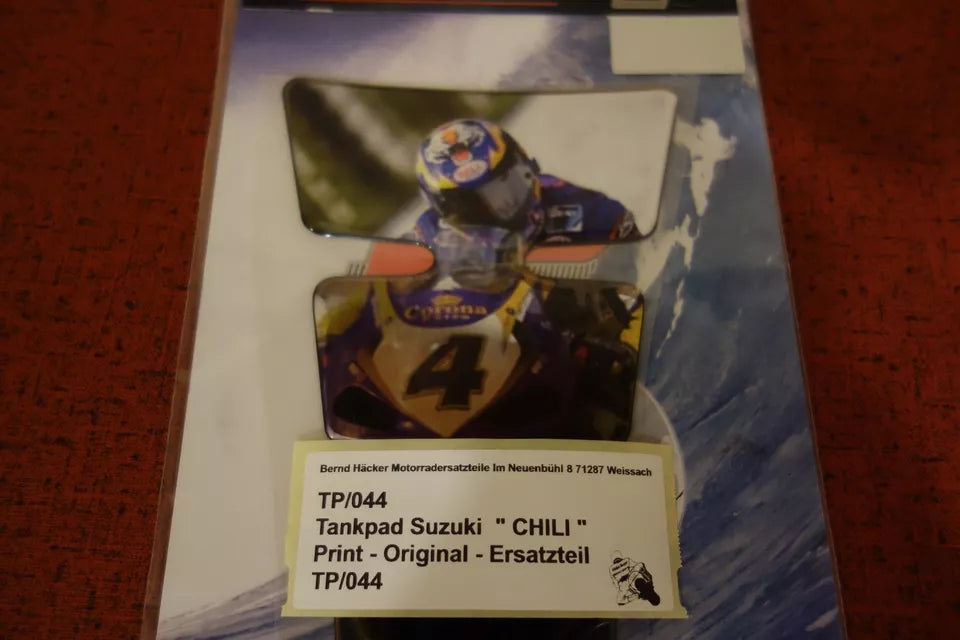 Corona
4
Bernd Häcker Motorradersatzteile Im Neuenbühl 8 71287 Weissach
TP/044
Tankpad Suzuki " CHILI "
Print - Original - Ersatzteil
TP/044